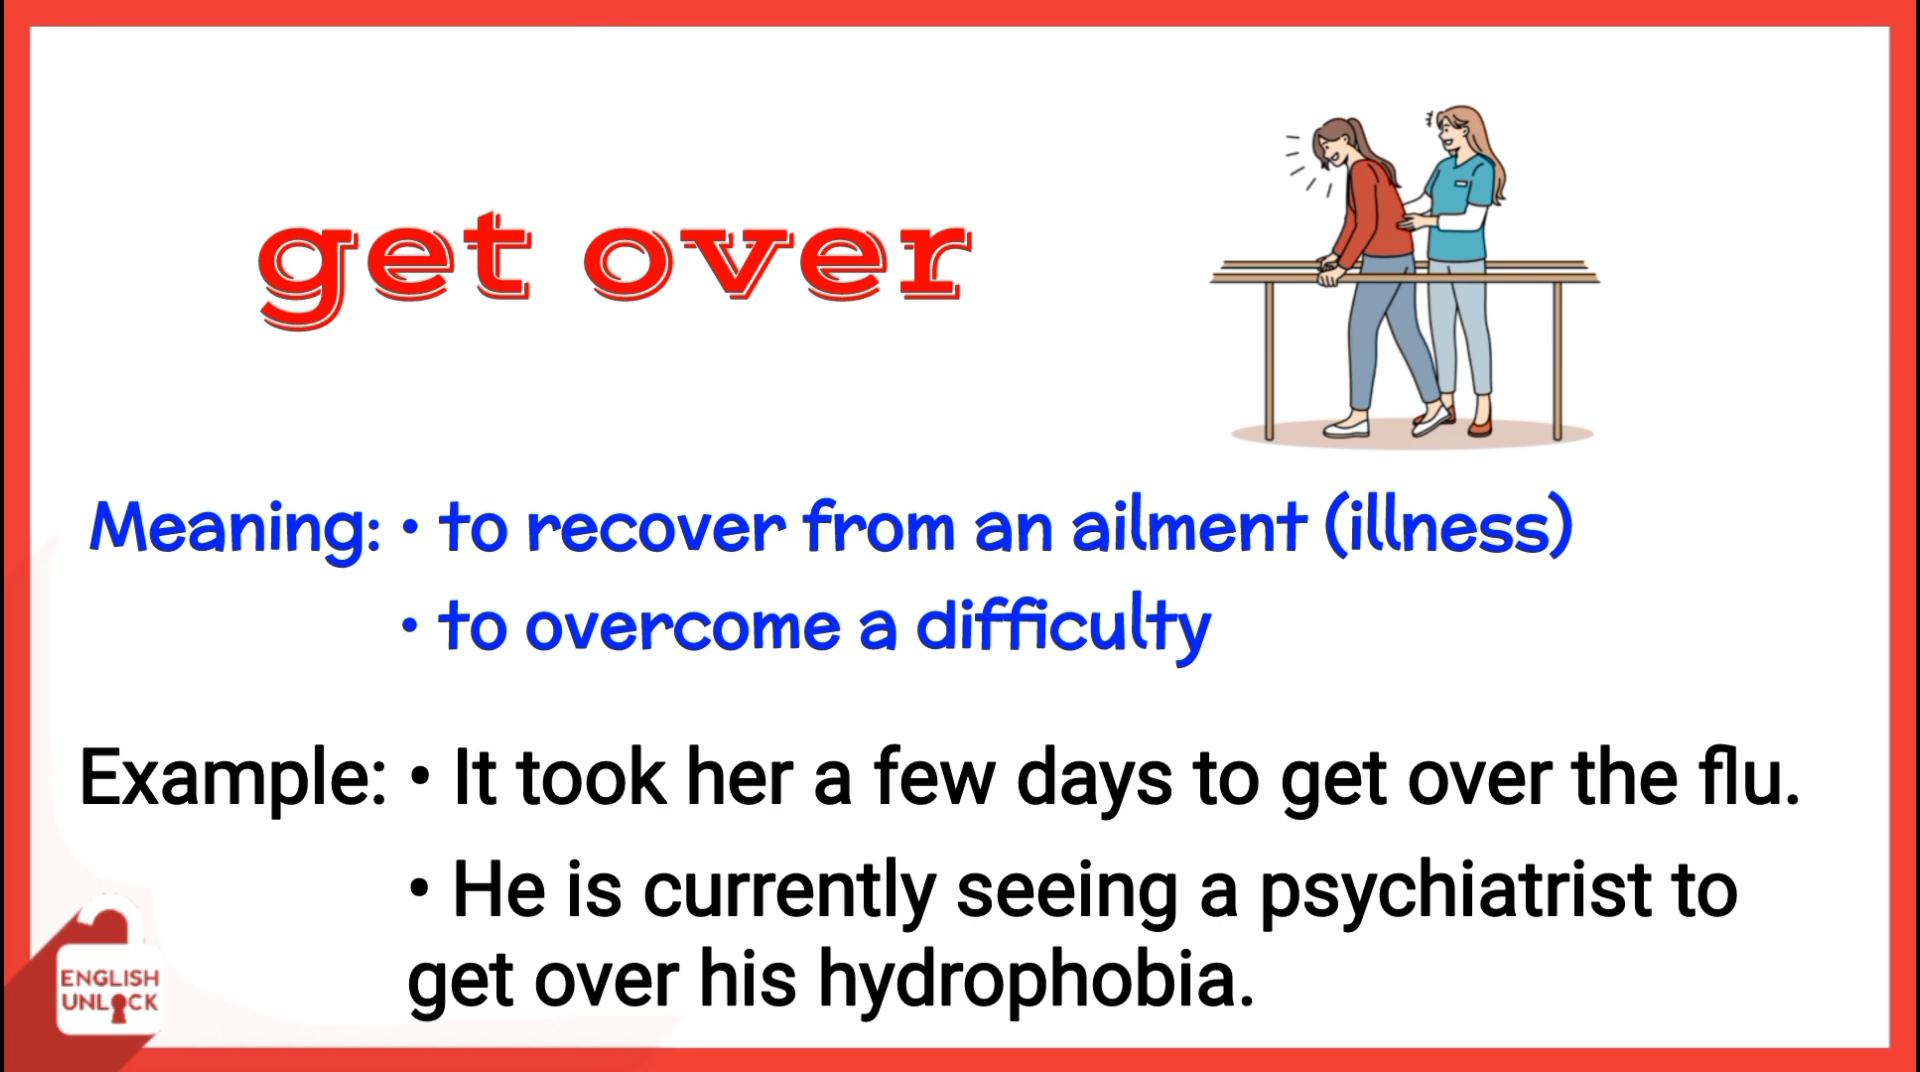 get over
Meaning: • to recover from an ailment (illness)
• to overcome a difficulty
Example: • It took her a few days to get over the flu.
• He is currently seeing a psychiatrist to
get over his hydrophobia.
ENGLISH
UNLOCK